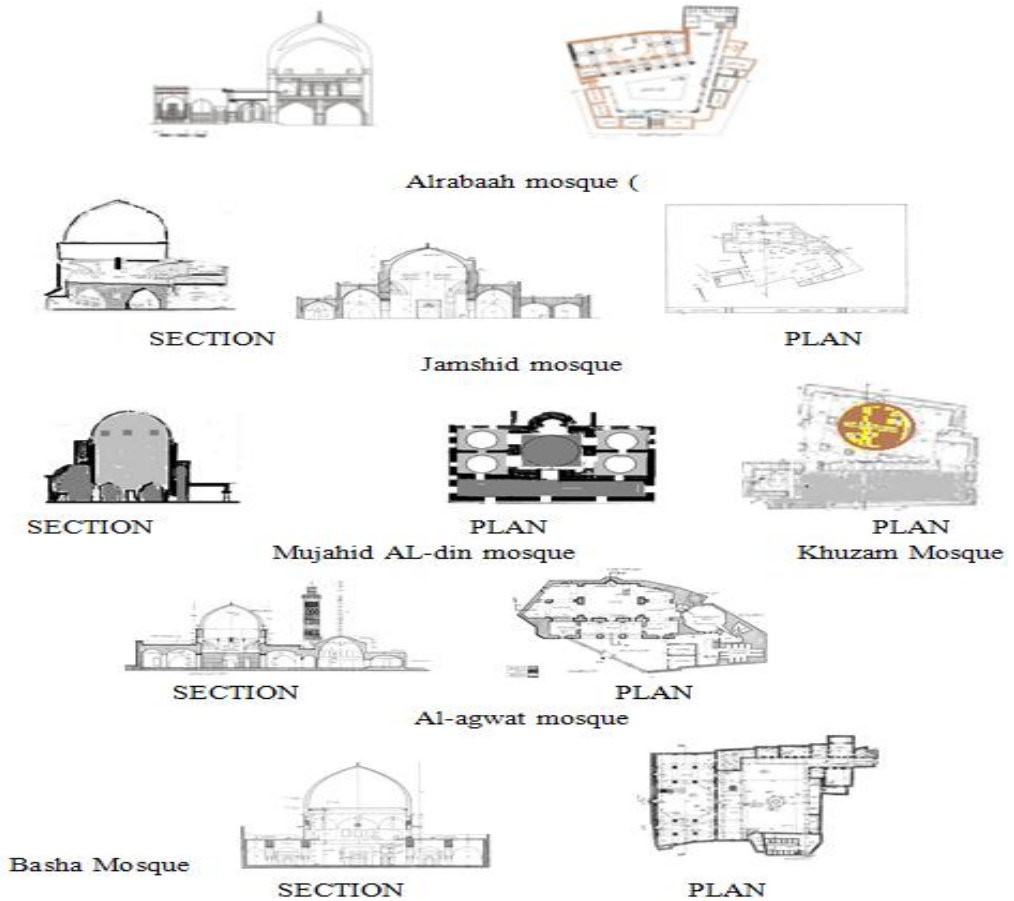 Alrabaah mosque (
SECTION PLAN
Jamshid mosque
SECTION PLAN PLAN
Mujahid AL-din mosque Khuzam Mosque
SECTION PLAN
Al-agwat mosque
Basha Mosque
SECTION PLAN